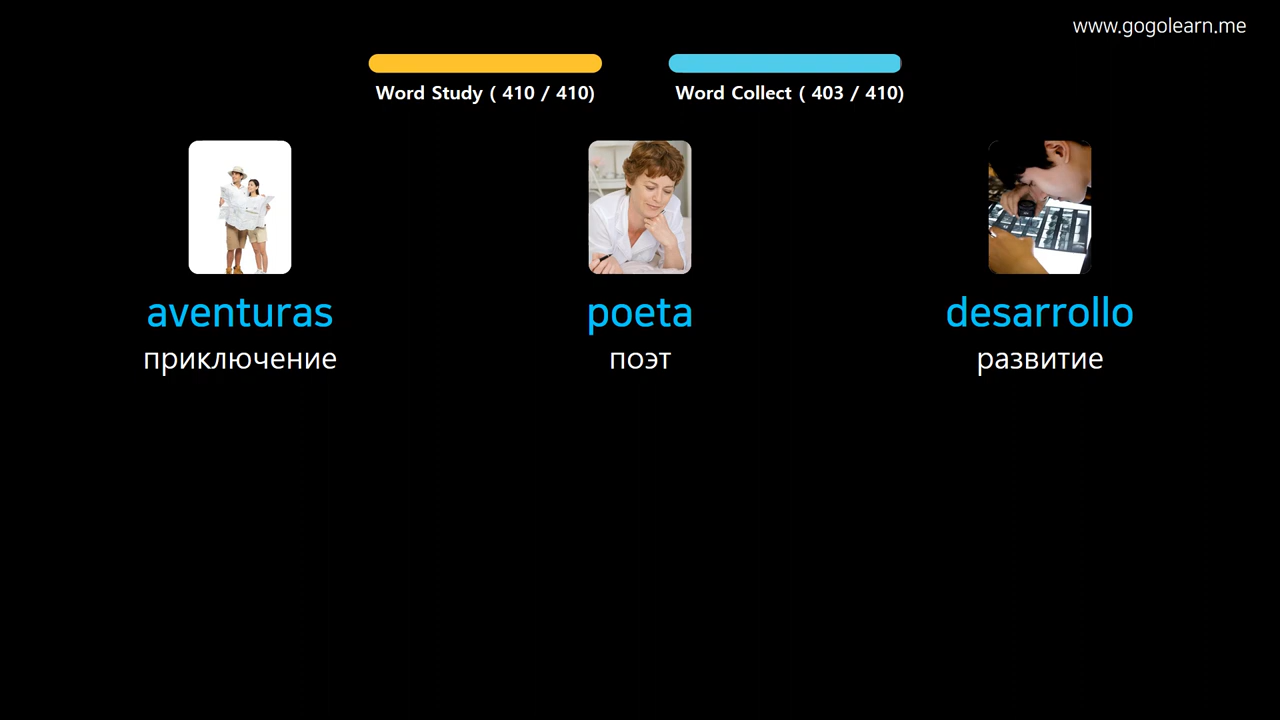 www.gogolearn.me
Word Study ( 410 / 410)
Word Collect ( 403 / 410)
aventuras
poeta
desarrollo
приключение
поэт
развитие